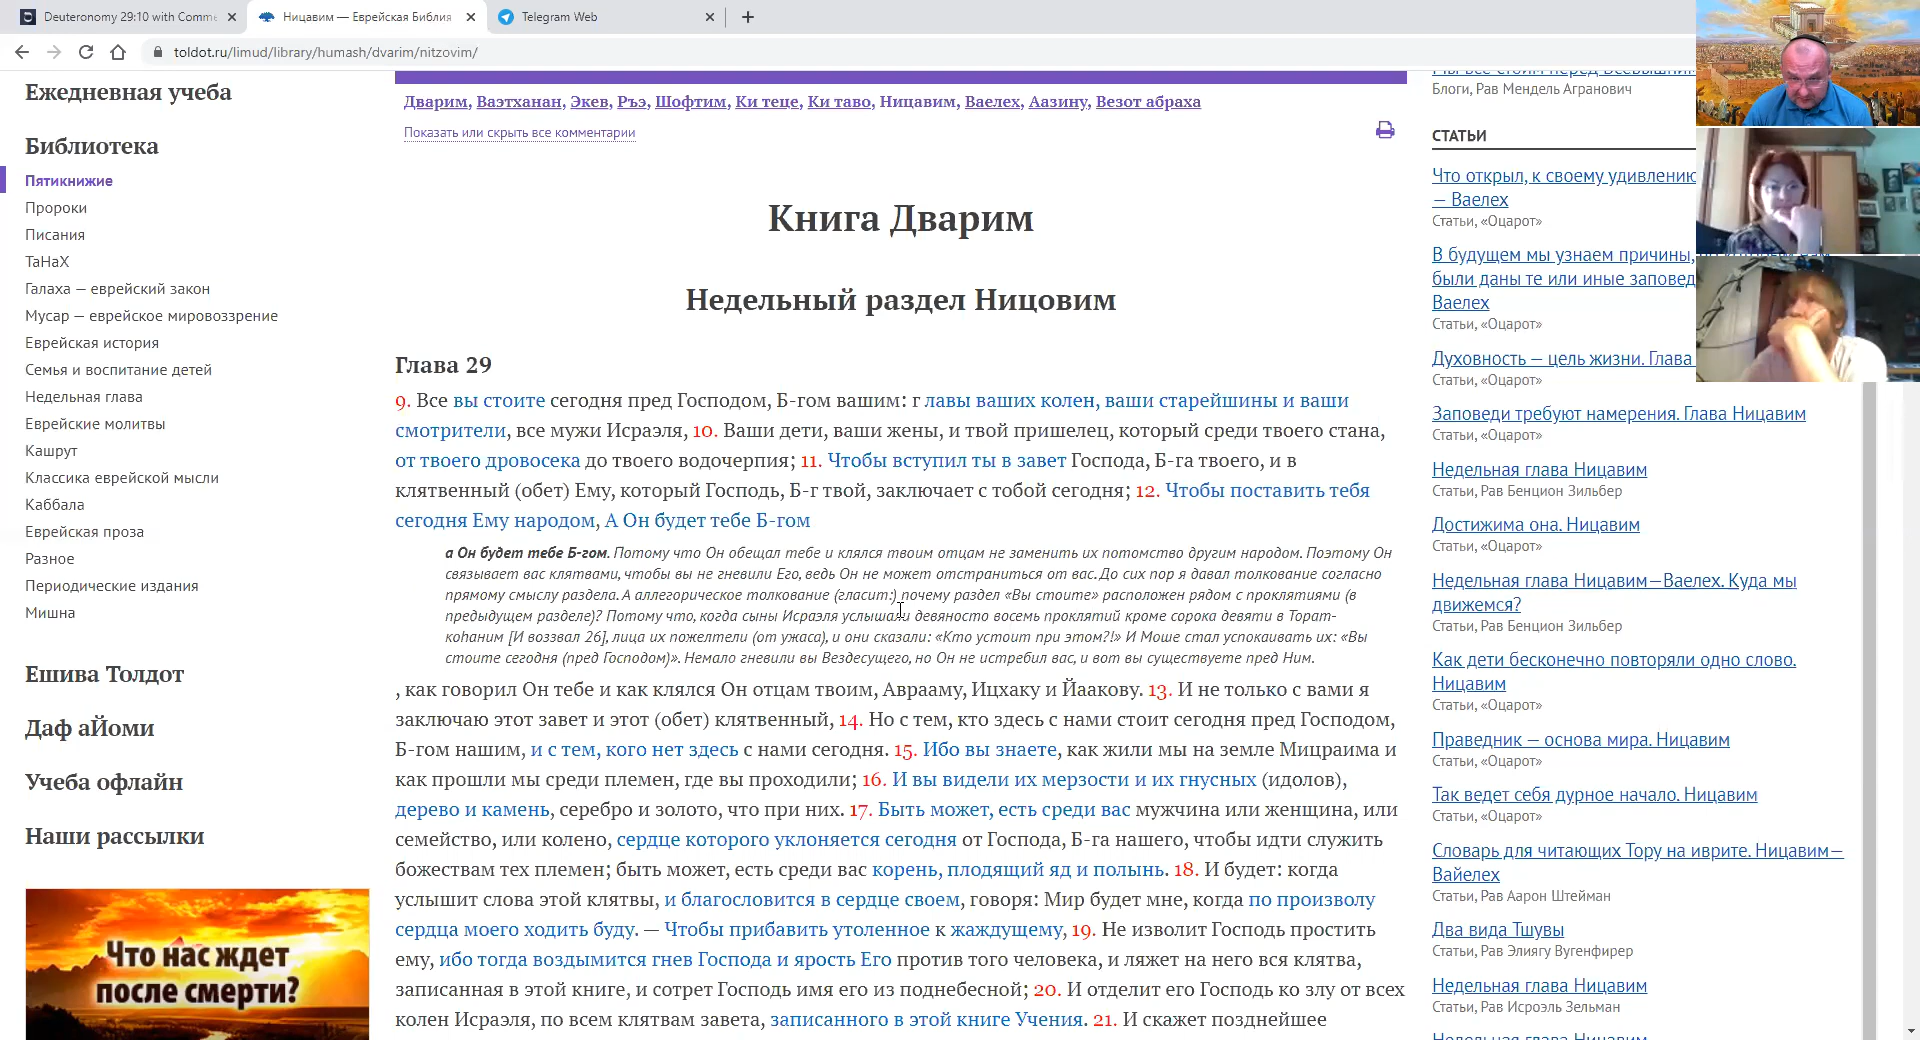 Deuteronomy 29:10 with Comme
Ницавим — Еврейская Библия
Telegram Web
toldot.ru/limud/library/humash/dvarim/nitzovim/
Ежедневная учеба
Библиотека
Пятикнижие
Пророки
Писания
ТаНаХ
Галаха — еврейский закон
Мусар — еврейское мировоззрение
Еврейская история
Семья и воспитание детей
Недельная глава
Еврейские молитвы
Кашрут
Классика еврейской мысли
Каббала
Еврейская проза
Разное
Периодические издания
Мишна
Ешива Толдот
Даф аЙоми
Учеба офлайн
Наши рассылки
Что нас ждет
после смерти?
Дварим, Ваэтханан, Экев, Ръэ, Шофтим, Ки теце, Ки таво, Ницавим, Ваелех, Аазину, Везот абраха
Показать или скрыть все комментарии
Книга Дварим
Недельный раздел Ницовим
Глава 29
9. Все вы стоите сегодня пред Господом, Б-гом вашим: г лавы ваших колен, ваши старейшины и ваши
смотрители, все мужи Исраэля, 10. Ваши дети, ваши жены, и твой пришелец, который среди твоего стана,
от твоего дровосека до твоего водочерпия; 11. Чтобы вступил ты в завет Господа, Б-га твоего, и в
клятвенный (обет) Ему, который Господь, Б-г твой, заключает с тобой сегодня; 12. Чтобы поставить тебя
сегодня Ему народом, А Он будет тебе Б-гом
а Он будет тебе Б-гом. Потому что Он обещал тебе и клялся твоим отцам не заменить их потомство другим народом. Поэтому Он
связывает вас клятвами, чтобы вы не гневили Его, ведь Он не может отстраниться от вас. До сих пор я давал толкование согласно
прямому смыслу раздела. А аллегорическое толкование (гласит:) почему раздел «Вы стоите» расположен рядом с проклятиями (в
предыдущем разделе)? Потому что, когда сыны Исраэля услышали девяносто восемь проклятий кроме сорока девяти в Торат-
коhаним [И воззвал 26], лица их пожелтели (от ужаса), и они сказали: «Кто устоит при этом?!» И Моше стал успокаивать их: «Вы
стоите сегодня (пред Господом)». Немало гневили вы Вездесущего, но Он не истребил вас, и вот вы существуете пред Ним.
, как говорил Он тебе и как клялся Он отцам твоим, Аврааму, Ицхаку и Йаакову. 13. И не только с вами я
заключаю этот завет и этот (обет) клятвенный, 14. Но с тем, кто здесь с нами стоит сегодня пред Господом,
Б-гом нашим, и с тем, кого нет здесь с нами сегодня. 15. Ибо вы знаете, как жили мы на земле Мицраима и
как прошли мы среди племен, где вы проходили; 16. И вы видели их мерзости и их гнусных (идолов),
дерево и камень, серебро и золото, что при них. 17. Быть может, есть среди вас мужчина или женщина, или
семейство, или колено, сердце которого уклоняется сегодня от Господа, Б-га нашего, чтобы идти служить
божествам тех племен; быть может, есть среди вас корень, плодящий яд и полынь. 18. И будет: когда
услышит слова этой клятвы, и благословится в сердце своем, говоря: Мир будет мне, когда по произволу
сердца моего ходить буду. — Чтобы прибавить утоленное к жаждущему, 19. Не изволит Господь простить
ему, ибо тогда воздымится гнев Господа и ярость Его против того человека, и ляжет на него вся клятва,
записанная в этой книге, и сотрет Господь имя его из поднебесной; 20. И отделит его Господь ко злу от всех
колен Исраэля, по всем клятвам завета, записанного в этой книге Учения. 21. И скажет позднейшее
Мы все стоим перед Всевышним
Блоги, Рав Мендель Агранович
СТАТЬИ
Что открыл, к своему удивлению
— Ваелех
Статьи, «Оцарот»
В будущем мы узнаем причины,
были даны те или иные заповед
Ваелех
Статьи, «Оцарот»
Духовность — цель жизни. Глава
Статьи, «Оцарот»
Заповеди требуют намерения. Глава Ницавим
Статьи, «Оцарот»
Недельная глава Ницавим
Статьи, Рав Бенцион Зильбер
Достижима она. Ницавим
Статьи, «Оцарот»
Недельная глава Ницавим—Ваелех. Куда мы
движемся?
Статьи, Рав Бенцион Зильбер
Как дети бесконечно повторяли одно слово.
Ницавим
Статьи, «Оцарот»
Праведник — основа мира. Ницавим
Статьи, «Оцарот»
Так ведет себя дурное начало. Ницавим
Статьи, «Оцарот»
Словарь для читающих Тору на иврите. Ницавим—
Вайелех
Статьи, Рав Аарон Штейман
Два вида Тшувы
Статьи, Рав Элиягу Вугенфирер
Недельная глава Ницавим
Статьи, Рав Исроэль Зельман
Недельная глава Ницавим